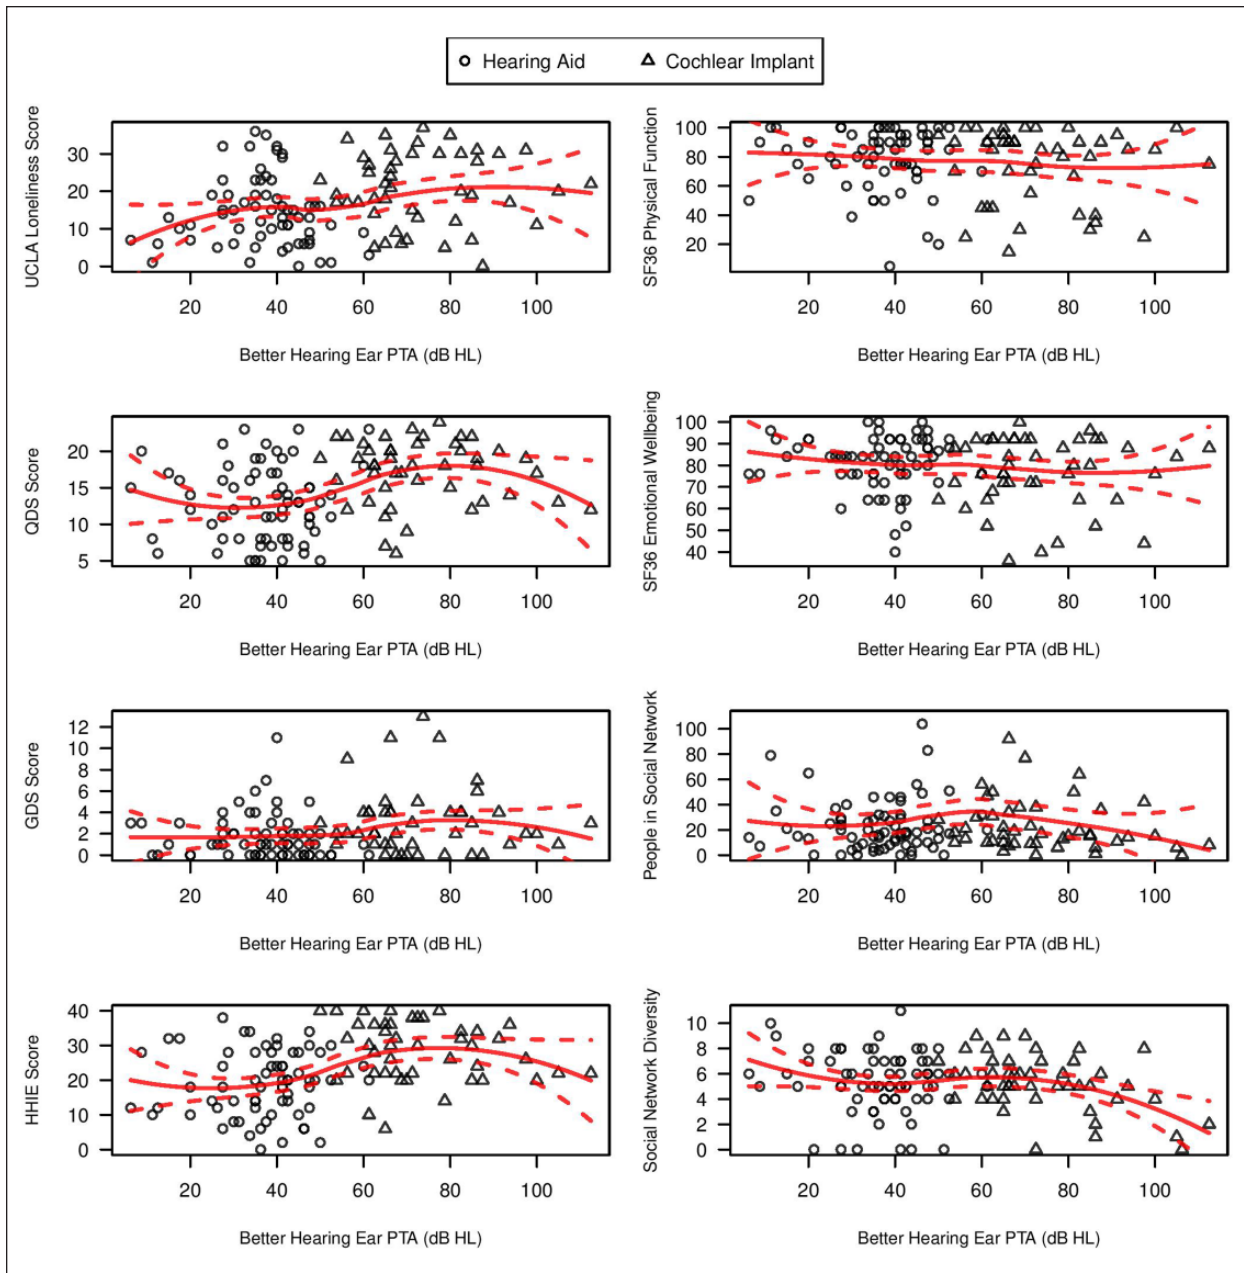 Hearing Aid   Cochlear Implant
UCLA Loneliness Score
30
20
10
0
20 40 60 80 100
Better Hearing Ear PTA (dB HL)
SF36 Physical Function
100
80
60
40
20
20 40 60 80 100
Better Hearing Ear PTA (dB HL)
QDS Score
20
15
10
5
20 40 60 80 100
Better Hearing Ear PTA (dB HL)
SF36 Emotional Wellbeing
100
90
80
70
60
50
40
20 40 60 80 100
Better Hearing Ear PTA (dB HL)
GDS Score
12
10
8
6
4
2
0
20 40 60 80 100
Better Hearing Ear PTA (dB HL)
People in Social Network
100
80
60
40
20
0
20 40 60 80 100
Better Hearing Ear PTA (dB HL)
HHIE Score
40
30
20
10
0
20 40 60 80 100
Better Hearing Ear PTA (dB HL)
Social Network Diversity
10
8
6
4
2
0
20 40 60 80 100
Better Hearing Ear PTA (dB HL)